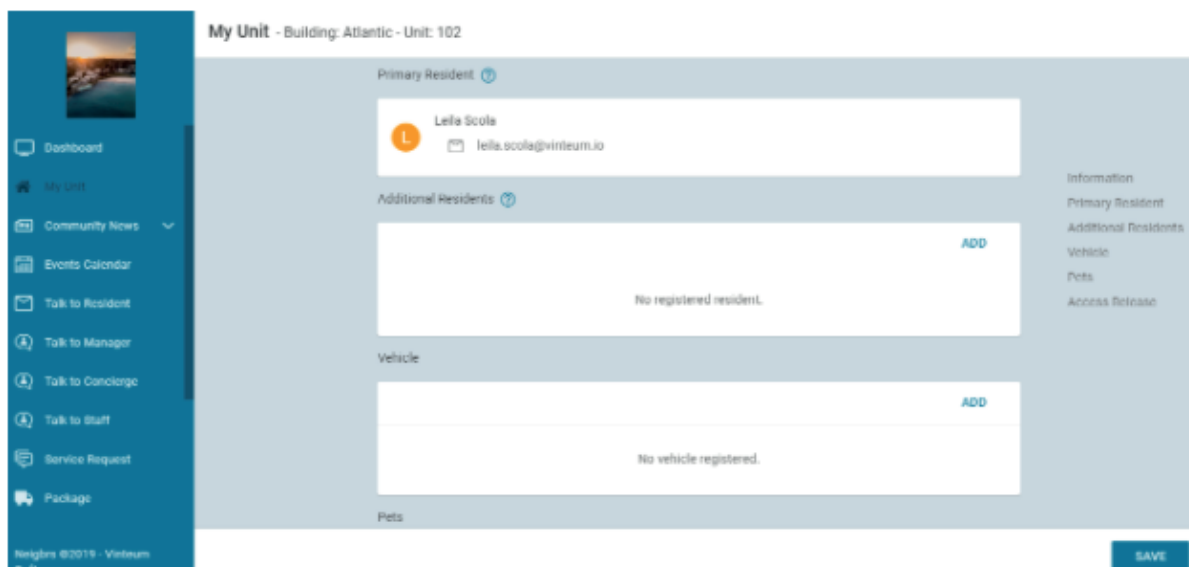 My Unit - Building: Atlantic - Unit: 102
Dashboard
My Unit
Community News
Events Calendar
Talk to Resident
Talk to Manager
Talk to Concierge
Talk to Staff
Service Request
Package
Neigbrs @2019 - Vinteum
Primary Resident ?
L
Leila Scola
leila.scola@vinteum.io
Additional Residents ?
ADD
No registered resident.
Vehicle
ADD
No vehicle registered.
Pets
Information
Primary Resident
Additional Residents
Vehicle
Pets
Access Release
SAVE